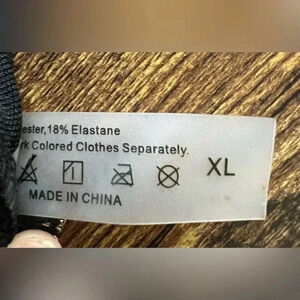 ester,18% Elastane
rk Colored Clothes Separately.
XL
MADE IN CHINA